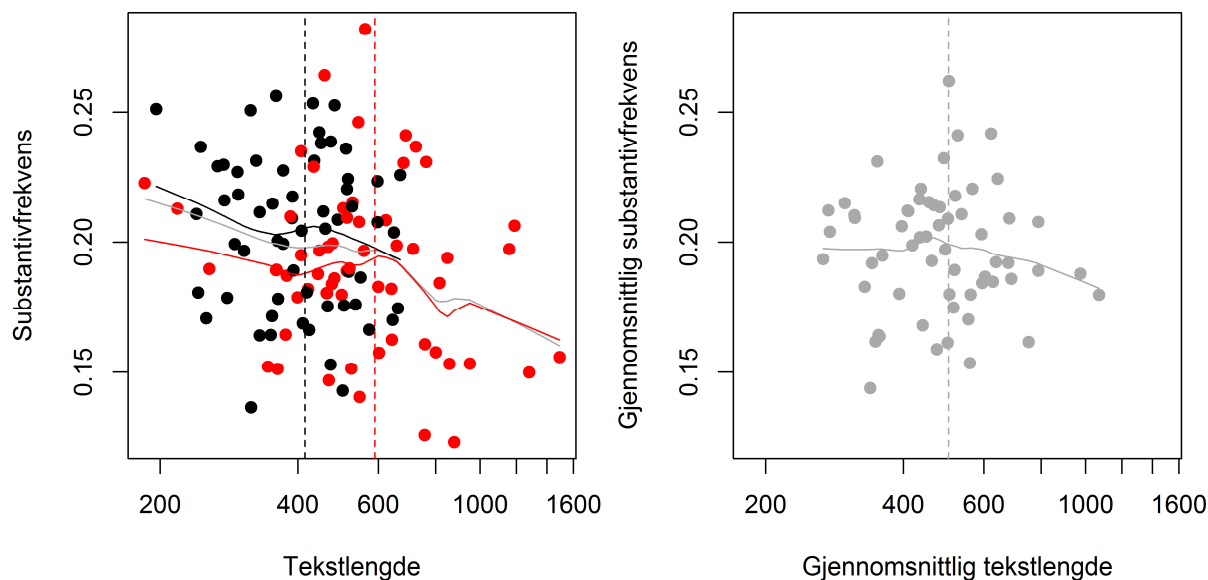 Substantivfrekvens
0.25
0.20
0.15
200 400 600 1000 1600
Tekstlengde
Gjennomsnittlig substantivfrekvens
0.25
0.20
0.15
200 400 600 1000 1600
Gjennomsnittlig tekstlengde